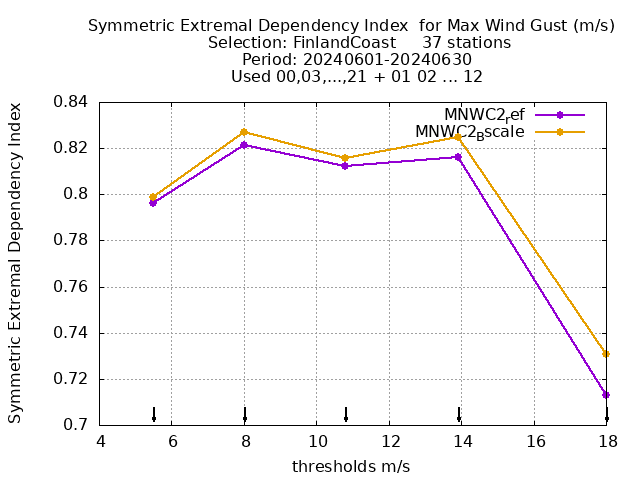 Symmetric Extremal Dependency Index  for Max Wind Gust (m/s)
Selection: FinlandCoast     37 stations
Period: 20240601-20240630
Used 00,03,...,21 + 01 02 ... 12
Symmetric Extremal Dependency Index
MNWC2_ref
MNWC2_Bscale
0.84
0.82
0.8
0.78
0.76
0.74
0.72
0.7
4 6 8 10 12 14 16 18
thresholds m/s